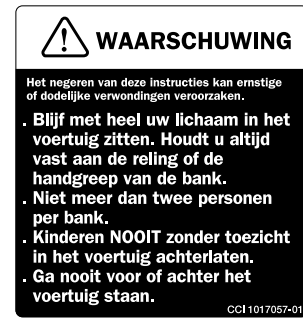 WAARSCHUWING
Het negeren van deze instructies kan ernstige
of dodelijke verwondingen veroorzaken.
. Blijf met heel uw lichaam in het
voertuig zitten. Houdt u altijd
vast aan de reling of de
handgreep van de bank.
. Niet meer dan twee personen
per bank.
. Kinderen NOOIT zonder toezicht
in het voertuig achterlaten.
. Ga nooit voor of achter het
voertuig staan.
CCI 1017057-01